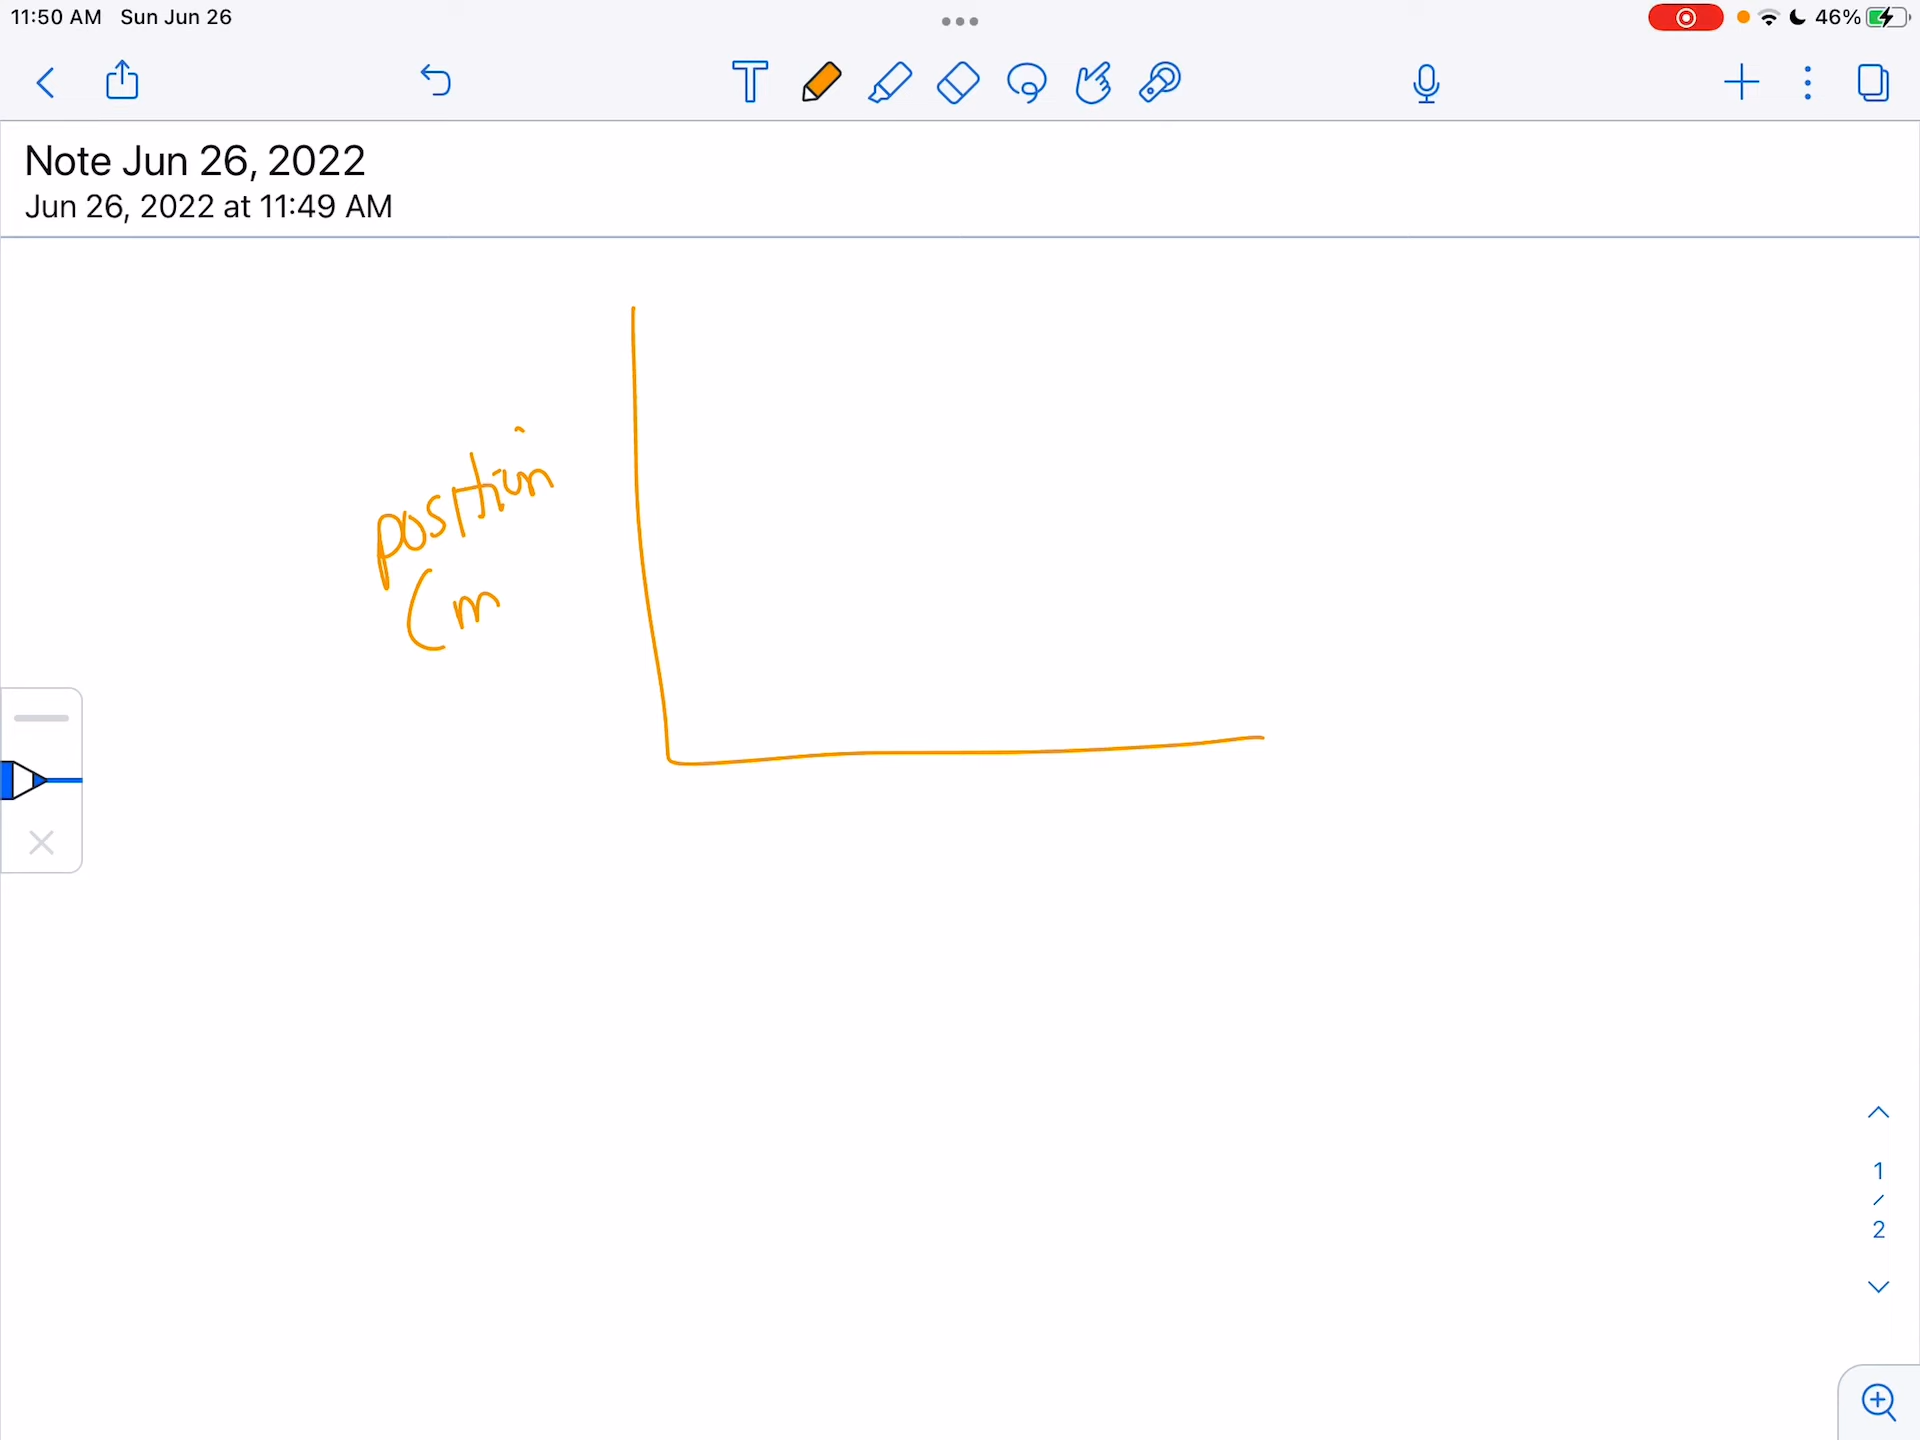 11:50 AM Sun Jun 26
46%
T
Note Jun 26, 2022
Jun 26, 2022 at 11:49 AM
position
(m
1
/
2